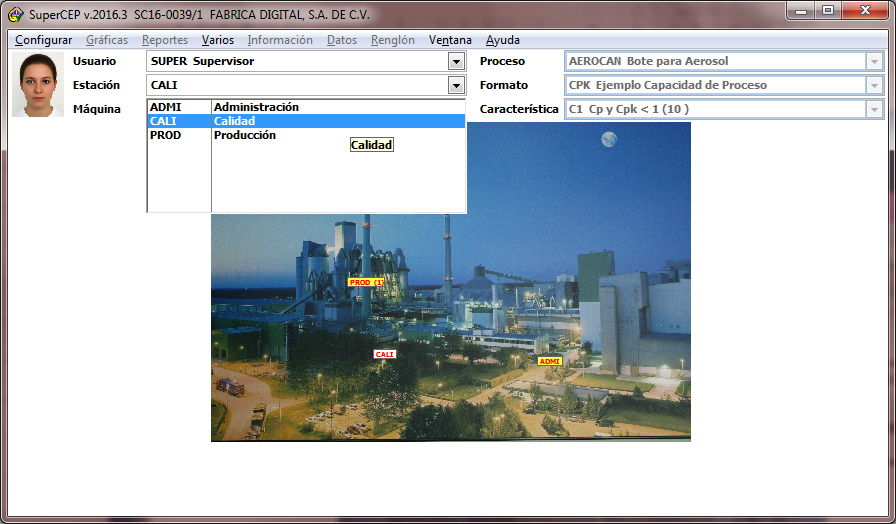 SuperCEP v.2016.3 SC16-0039/1 FABRICA DIGITAL, S.A. DE C.V.
Configurar Gráficas Reportes Varios Información Datos Renglón Ventana Ayuda
Usuario SUPER Supervisor Proceso AEROCAN Bote para Aerosol
Estación CALI Formato CPK Ejemplo Capacidad de Proceso
Máquina Característica C1 Cp y Cpk < 1 (10 )
ADMI Administración
CALI Calidad
PROD Producción
Calidad
PROD (1)
CALI
ADMI